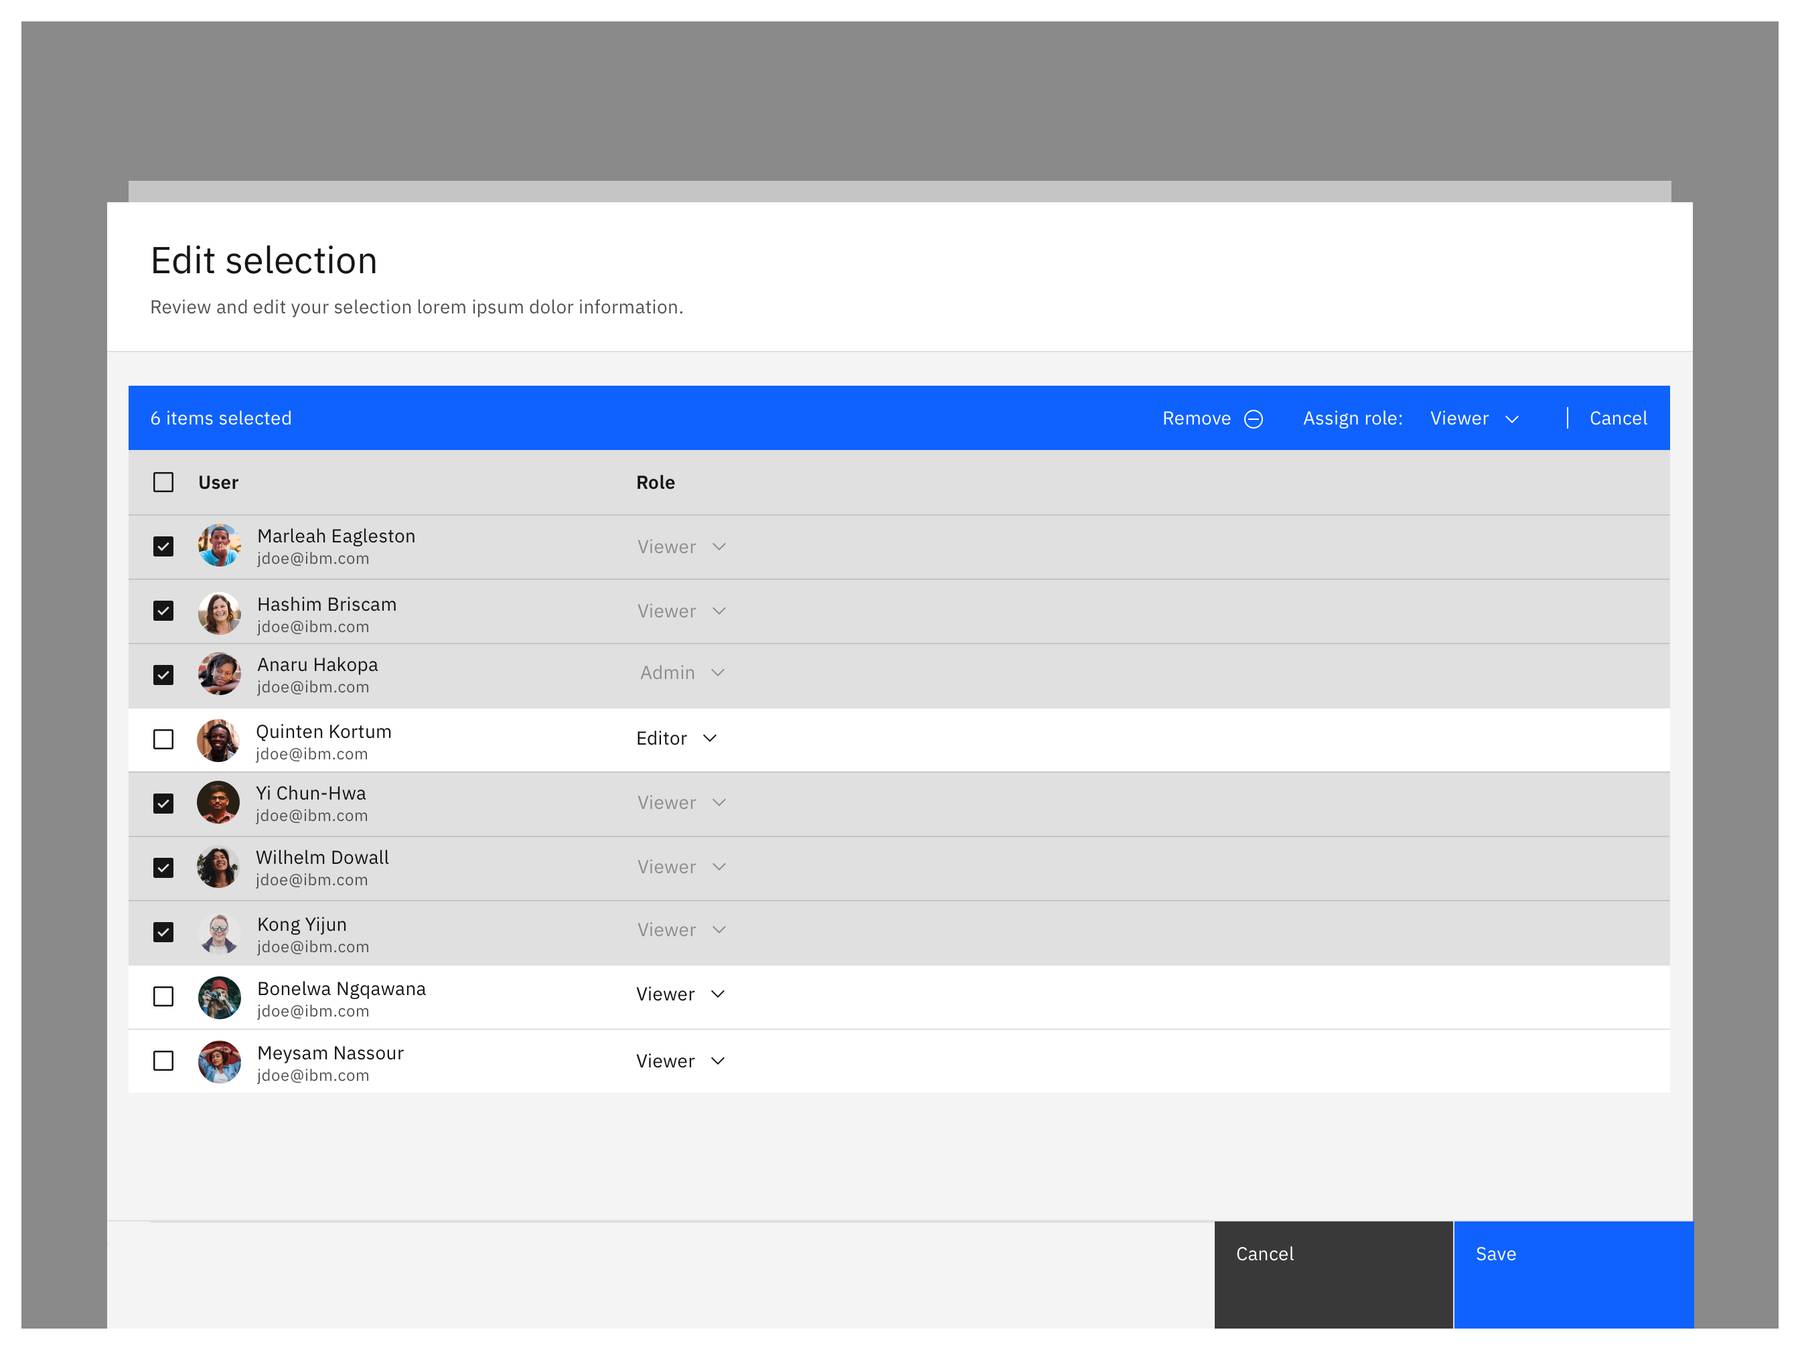 Edit selection
Review and edit your selection lorem ipsum dolor information.
6 items selected Remove Assign role: Viewer | Cancel
User Role
Marleah Eagleston
jdoe@ibm.com
Viewer
Hashim Briscam
jdoe@ibm.com
Viewer
Anaru Hakopa
jdoe@ibm.com
Admin
Quinten Kortum
jdoe@ibm.com
Editor
Yi Chun-Hwa
jdoe@ibm.com
Viewer
Wilhelm Dowall
jdoe@ibm.com
Viewer
Kong Yijun
jdoe@ibm.com
Viewer
Bonelwa Ngqawana
jdoe@ibm.com
Viewer
Meysam Nassour
jdoe@ibm.com
Viewer
Cancel Save